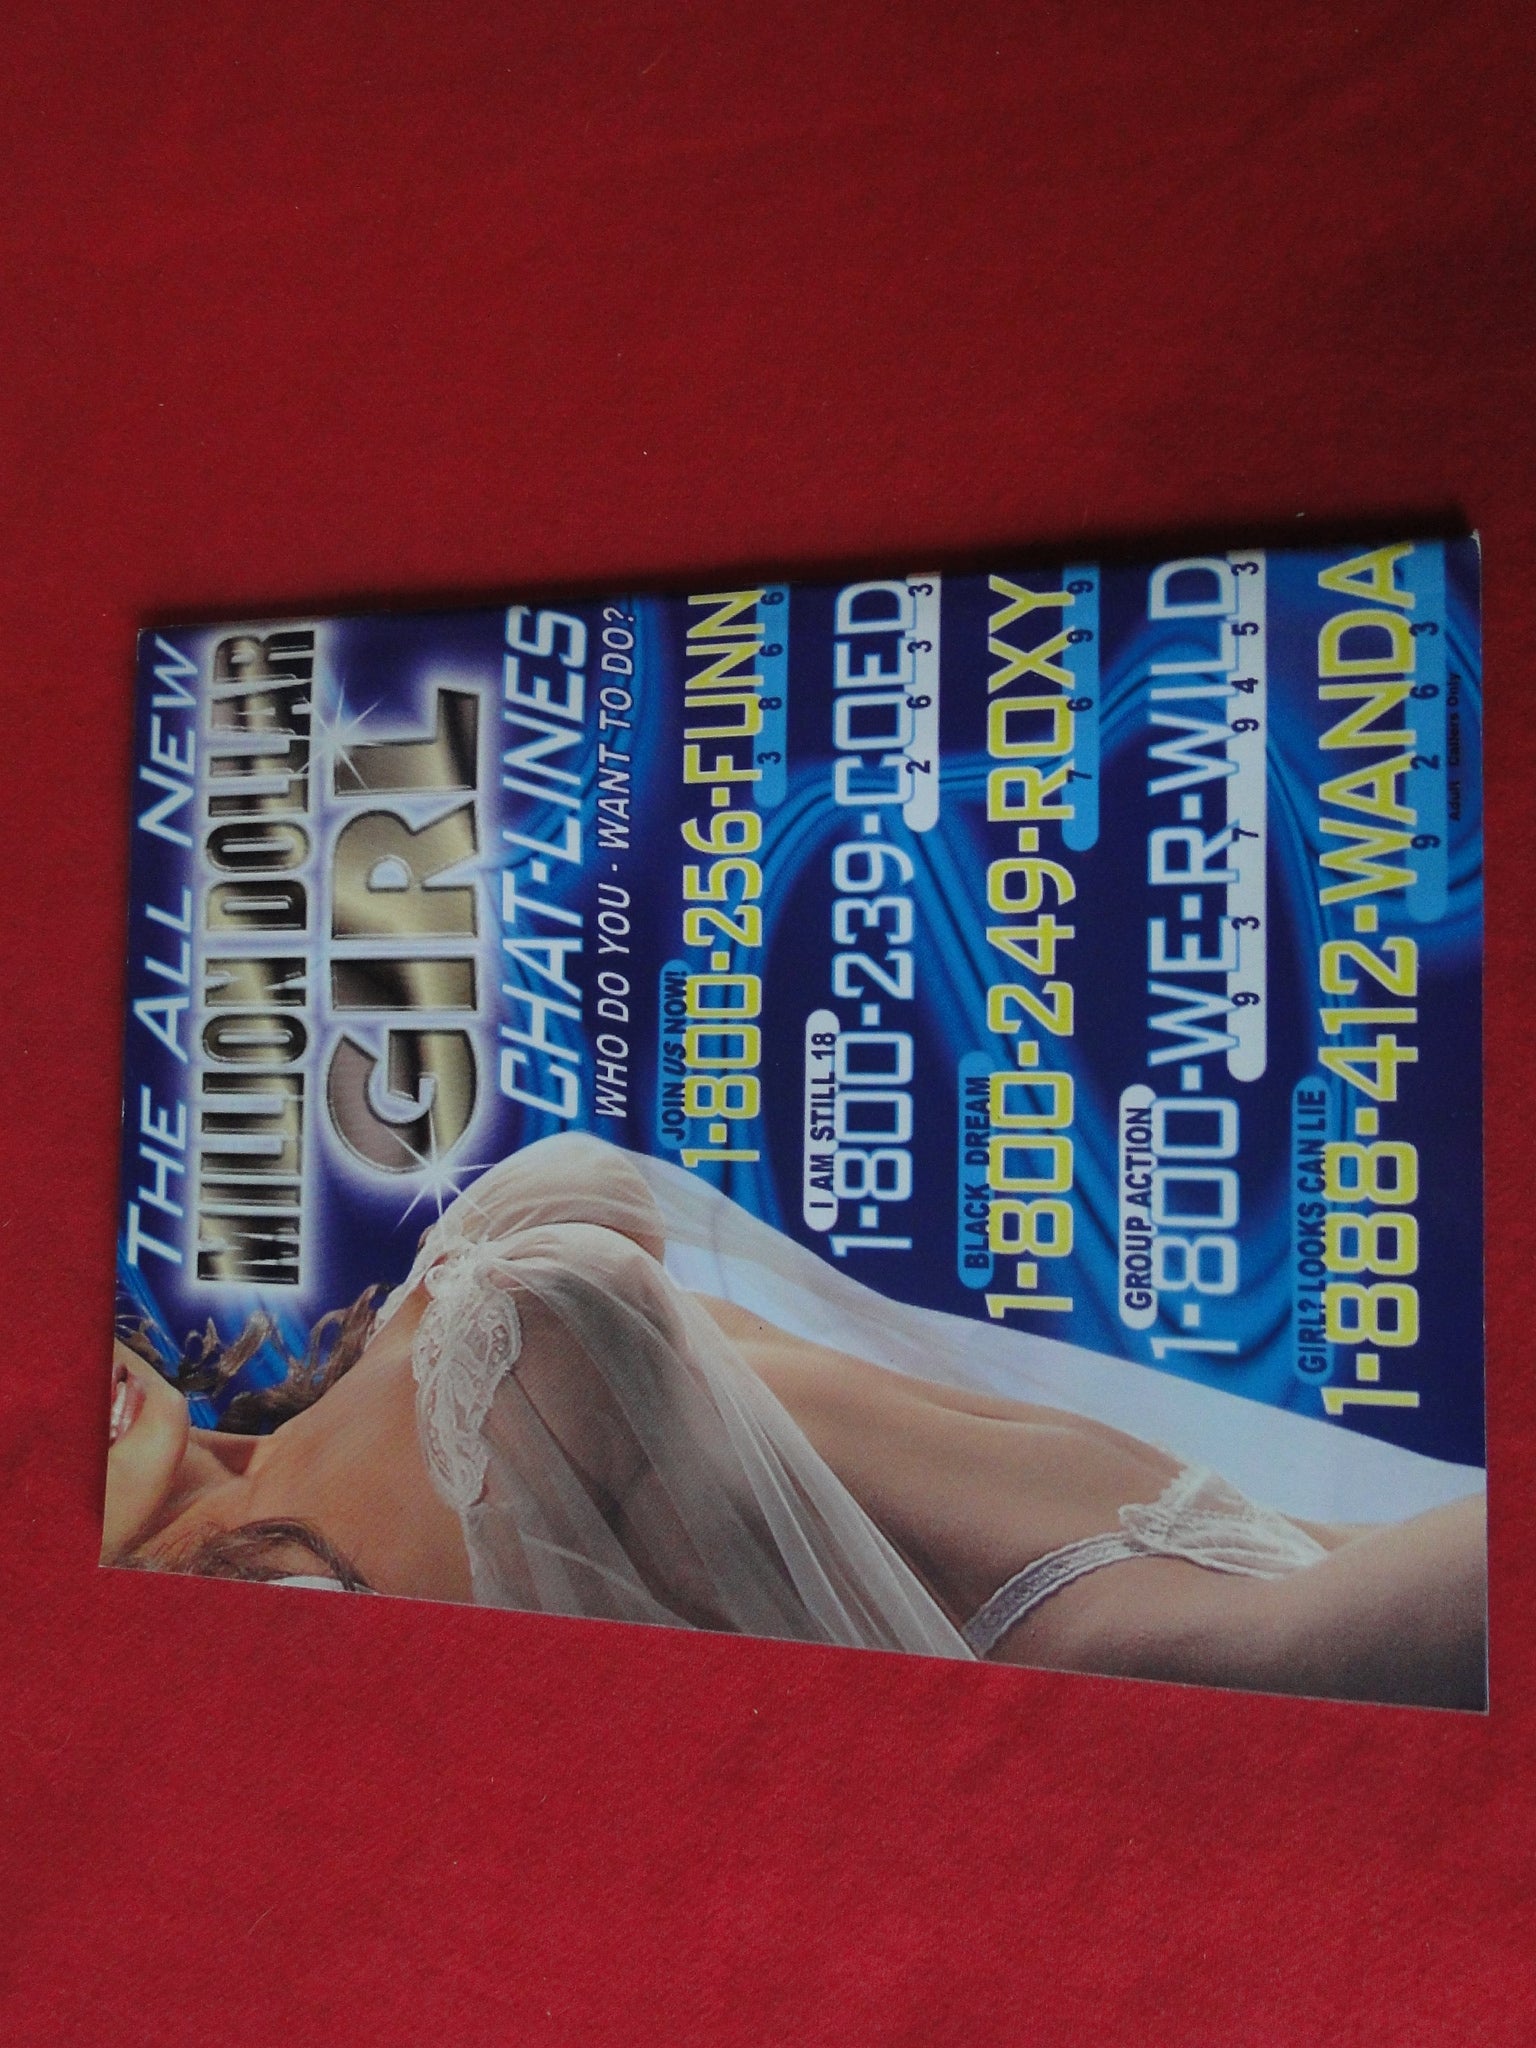 THE ALL NEW
MILLION DOLLAR
GIRL
CHAT-LINES
WHO DO YOU - WANT TO DO?
JOIN US NOW!
1-800-256-FUNN
3 8 6 6
I AM STILL 18
1-800-239-COED
2 6 3 3
BLACK DREAM
1-800-249-ROXY
7 6 9 9
GROUP ACTION
1-800-WE-R-WILD
9 3 7 9 4 5 3
GIRL? LOOKS CAN LIE
1-888-412-WANDA
9 2 6 3
Adult Callers Only